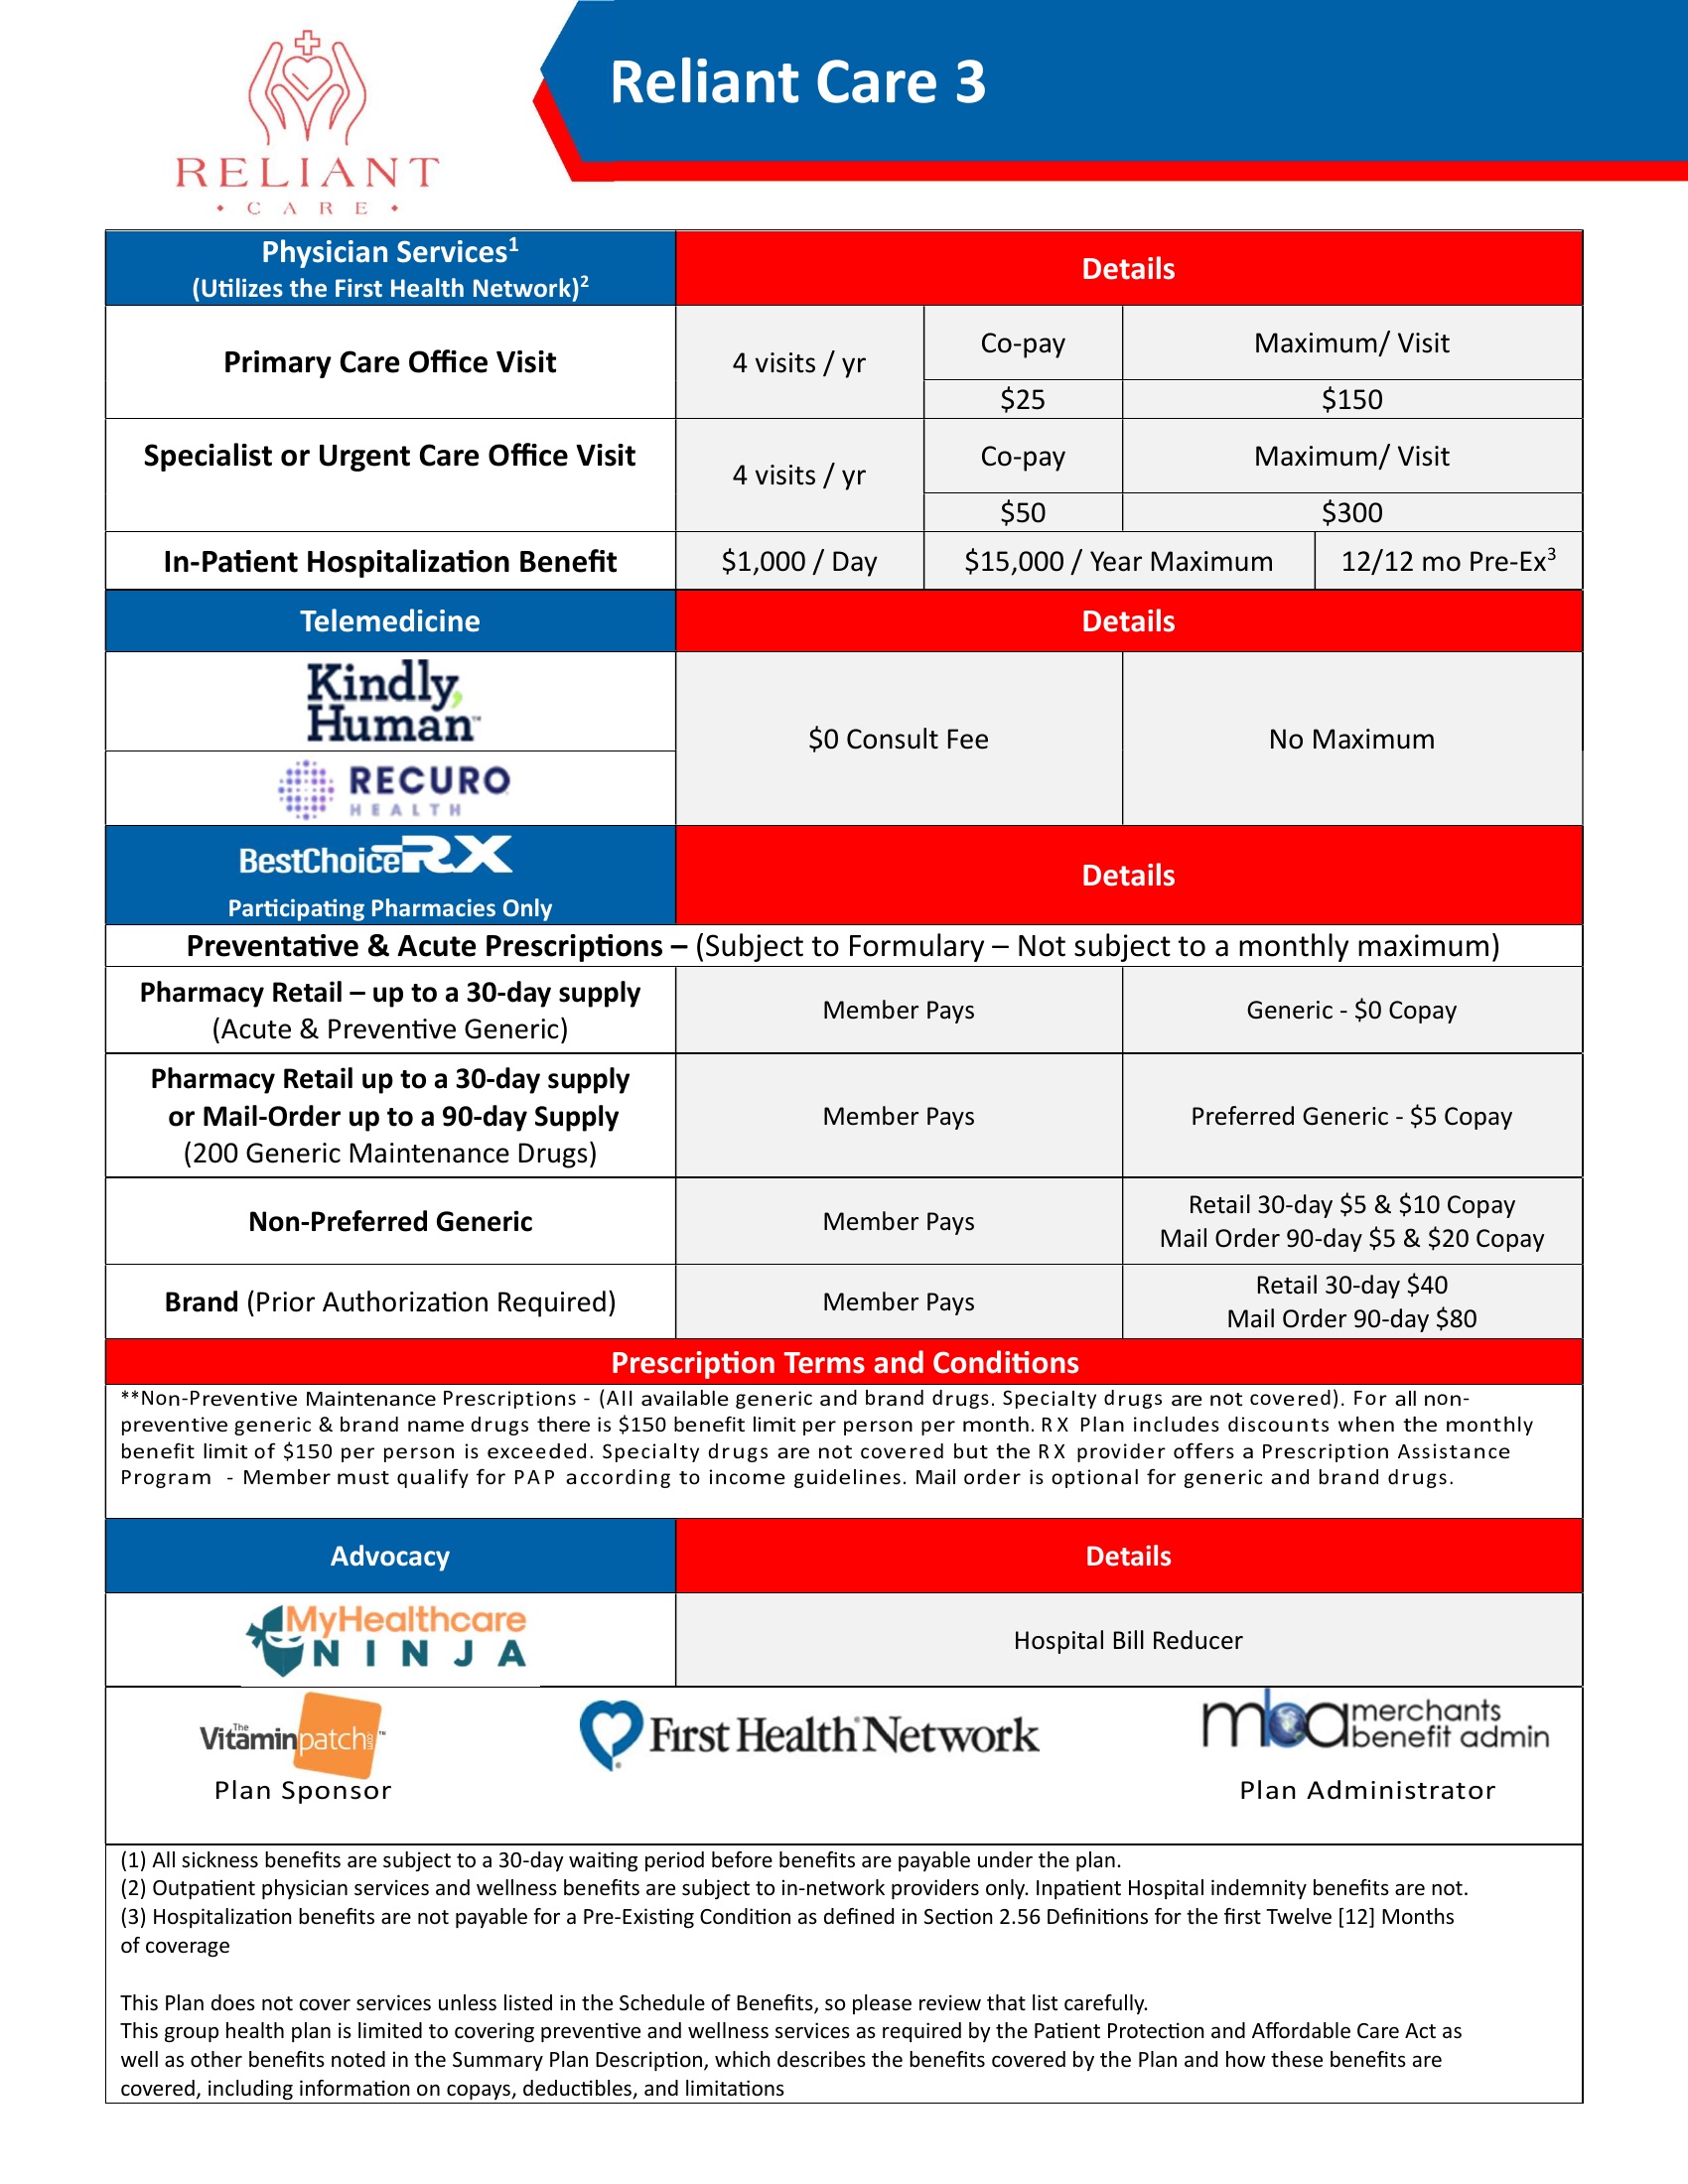 RELIANT
• CARE •
Reliant Care 3
Physician Services1
(Utilizes the First Health Network)2
Details
Primary Care Office Visit
4 visits / yr
Co-pay
Maximum/ Visit
$25
$150
Specialist or Urgent Care Office Visit
4 visits / yr
Co-pay
Maximum/ Visit
$50
$300
In-Patient Hospitalization Benefit
$1,000 / Day
$15,000 / Year Maximum
12/12 mo Pre-Ex3
Telemedicine
Details
Kindly,
Human™
RECURO
HEALTH
$0 Consult Fee
No Maximum
BestChoiceRX
Participating Pharmacies Only
Details
Preventative & Acute Prescriptions – (Subject to Formulary – Not subject to a monthly maximum)
Pharmacy Retail – up to a 30-day supply
(Acute & Preventive Generic)
Member Pays
Generic - $0 Copay
Pharmacy Retail up to a 30-day supply
or Mail-Order up to a 90-day Supply
(200 Generic Maintenance Drugs)
Member Pays
Preferred Generic - $5 Copay
Non-Preferred Generic
Member Pays
Retail 30-day $5 & $10 Copay
Mail Order 90-day $5 & $20 Copay
Brand (Prior Authorization Required)
Member Pays
Retail 30-day $40
Mail Order 90-day $80
Prescription Terms and Conditions
**Non-Preventive Maintenance Prescriptions - (All available generic and brand drugs. Specialty drugs are not covered). For all non-
preventive generic & brand name drugs there is $150 benefit limit per person per month. RX Plan includes discounts when the monthly
benefit limit of $150 per person is exceeded. Specialty drugs are not covered but the RX provider offers a Prescription Assistance
Program - Member must qualify for PAP according to income guidelines. Mail order is optional for generic and brand drugs.
Advocacy
Details
MyHealthcare
NINJA
Hospital Bill Reducer
The
Vitaminpatch™
Plan Sponsor
First Health Network
mba merchants
benefit admin
Plan Administrator
(1) All sickness benefits are subject to a 30-day waiting period before benefits are payable under the plan.
(2) Outpatient physician services and wellness benefits are subject to in-network providers only. Inpatient Hospital indemnity benefits are not.
(3) Hospitalization benefits are not payable for a Pre-Existing Condition as defined in Section 2.56 Definitions for the first Twelve [12] Months
of coverage
This Plan does not cover services unless listed in the Schedule of Benefits, so please review that list carefully.
This group health plan is limited to covering preventive and wellness services as required by the Patient Protection and Affordable Care Act as
well as other benefits noted in the Summary Plan Description, which describes the benefits covered by the Plan and how these benefits are
covered, including information on copays, deductibles, and limitations